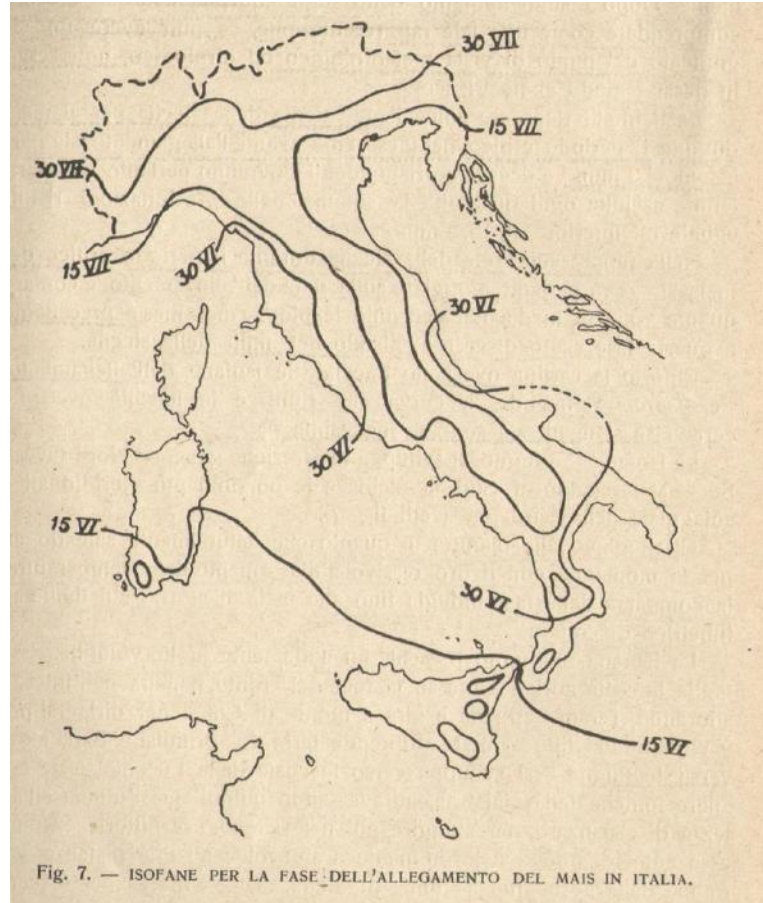 30 VII
15 VII
30 VII
15 VII
30 VI
30 VI
30 VI
15 VI
30 VI
15 VI
Fig. 7. — ISOFANE PER LA FASE DELL'ALLEGAMENTO DEL MAIS IN ITALIA.